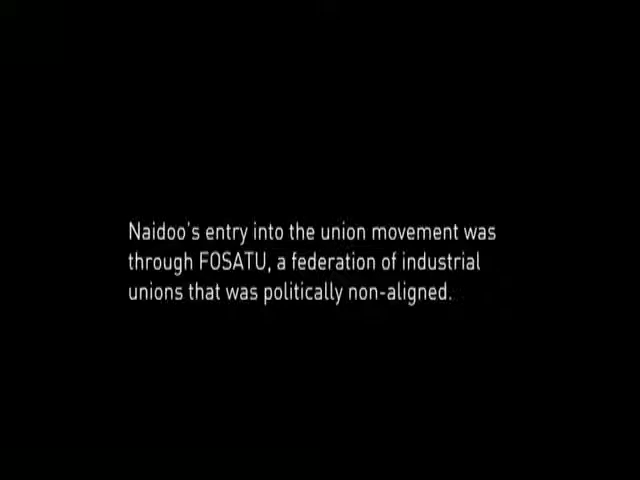 Naidoo's entry into the union movement was
through FOSATU, a federation of industrial
unions that was politically non-aligned.